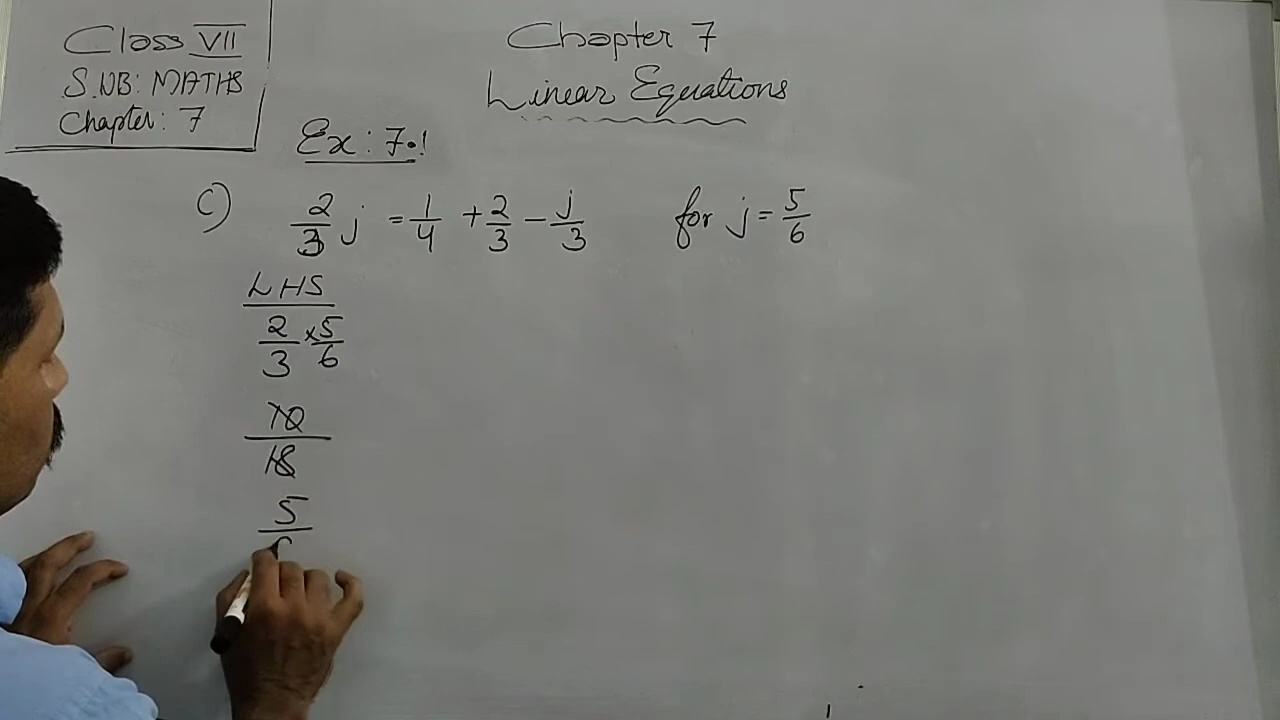 Class VII
S.UB: MATHS
Chapter: 7
Chapter 7
Linear Equations
Ex: 7.1
c) 2/3 j = 1/4 + 2/3 - j/3 for j = 5/6
LHS
2/3 × 5/6
10/18
5/